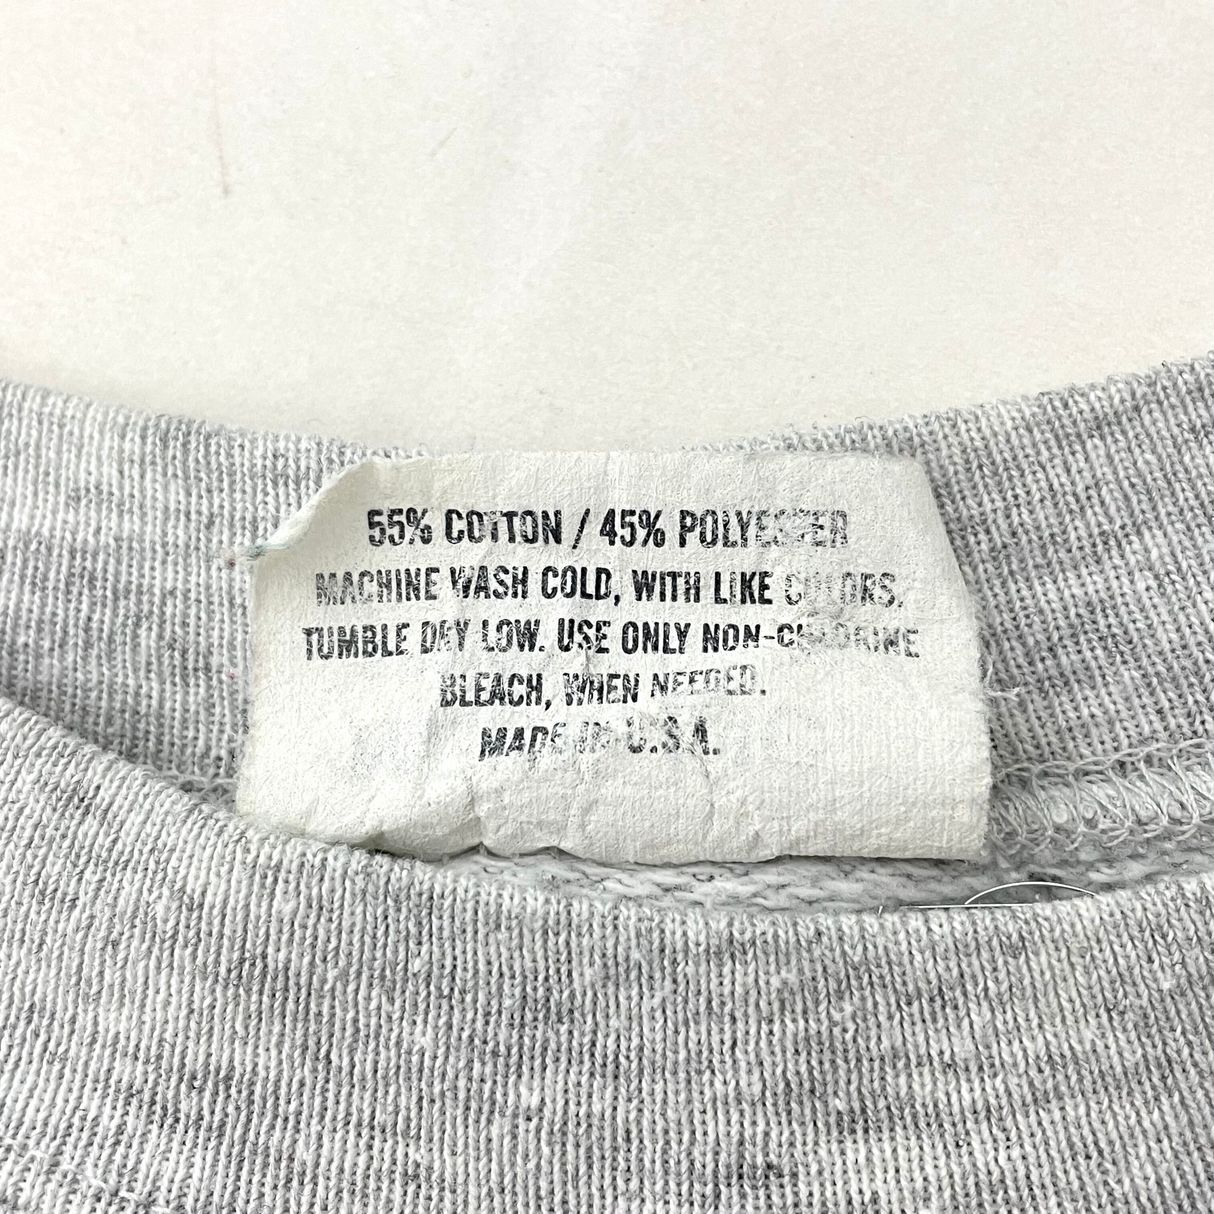 55% COTTON / 45% POLYESTER
MACHINE WASH COLD, WITH LIKE COLORS.
TUMBLE DRY LOW. USE ONLY NON-CHLORINE
BLEACH, WHEN NEEDED.
MADE IN U.S.A.